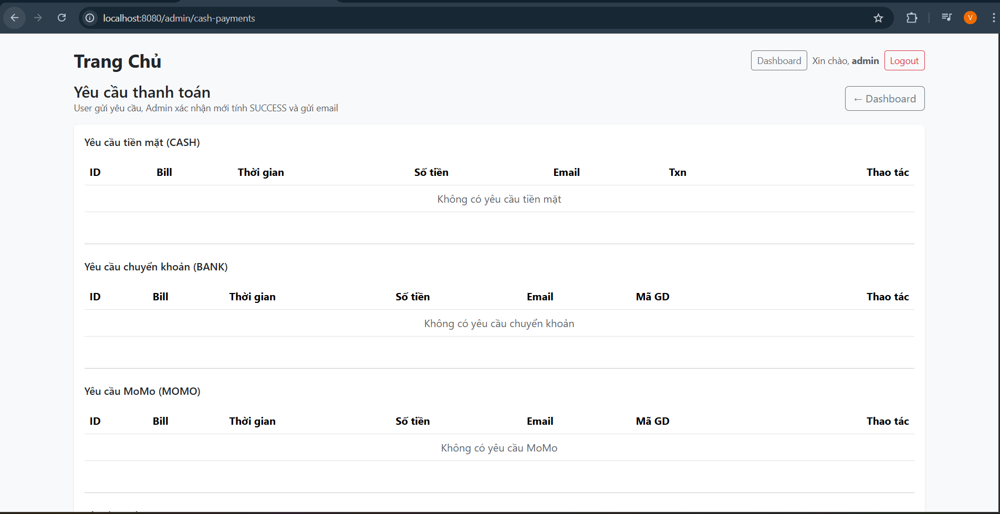 localhost:8080/admin/cash-payments
V
Trang Chủ
Dashboard Xin chào, admin Logout
Yêu cầu thanh toán
← Dashboard
User gửi yêu cầu, Admin xác nhận mới tính SUCCESS và gửi email
Yêu cầu tiền mặt (CASH)
ID Bill Thời gian Số tiền Email Txn Thao tác
Không có yêu cầu tiền mặt
Yêu cầu chuyển khoản (BANK)
ID Bill Thời gian Số tiền Email Mã GD Thao tác
Không có yêu cầu chuyển khoản
Yêu cầu MoMo (MOMO)
ID Bill Thời gian Số tiền Email Mã GD Thao tác
Không có yêu cầu MoMo